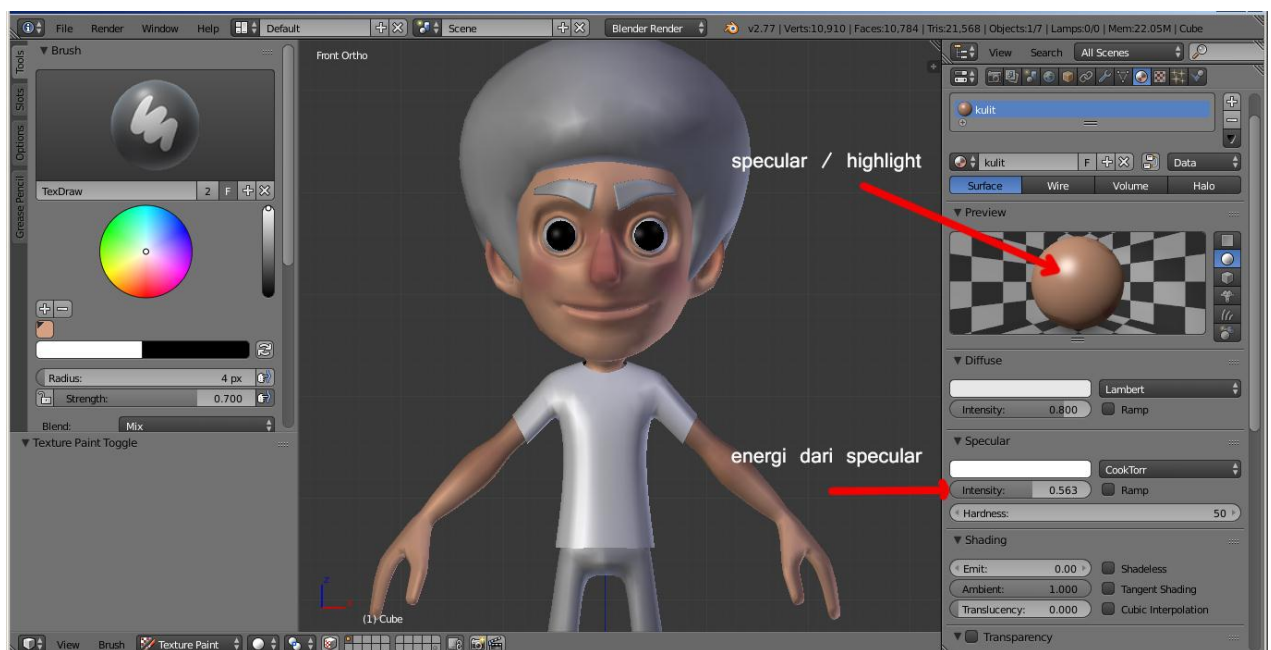 File Render Window Help Default Scene Blender Render v2.77 | Verts:10,910 | Faces:10,784 | Tris:21,568 | Objects:1/7 | Lamps:0/0 | Mem:22.05M | Cube
Tools
Slots
Options
Grease Pencil
Brush
TexDraw 2 F
Radius: 4 px
Strength: 0.700
Blend: Mix
Texture Paint Toggle
Front Ortho
specular / highlight
energi dari specular
z
(1) Cube
View Brush Texture Paint
View Search All Scenes
kulit
kulit F Data
Surface Wire Volume Halo
Preview
Diffuse
Lambert
Intensity: 0.800 Ramp
Specular
CookTorr
Intensity: 0.563 Ramp
Hardness: 50
Shading
Emit: 0.00 Shadeless
Ambient: 1.000 Tangent Shading
Translucency: 0.000 Cubic Interpolation
Transparency